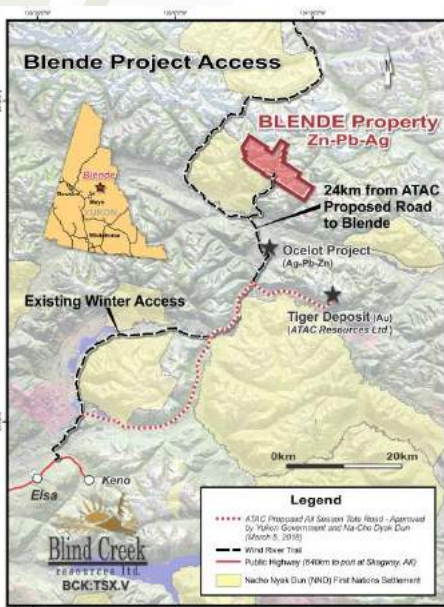 Blende Project Access
BLENDE Property
Zn-Pb-Ag
Blende
Mayo
YUKON
Whitehorse
24km from ATAC
Proposed Road
to Blende
Ocelot Project
(Ag-Pb-Zn)
Existing Winter Access
Tiger Deposit (Au)
(ATAC Resources Ltd.)
0km
20km
Elsa
Keno
Legend
ATAC Proposed All Season Tote Road - Approved
by Yukon Government and Na-Cho Dyak Dun
Wind River Trail
Public Highway (640km to port at Skagway, AK)
Nacho Nyak Dun (NND) First Nations Settlement
Blind Creek
resources ltd.
BCK:TSX.V